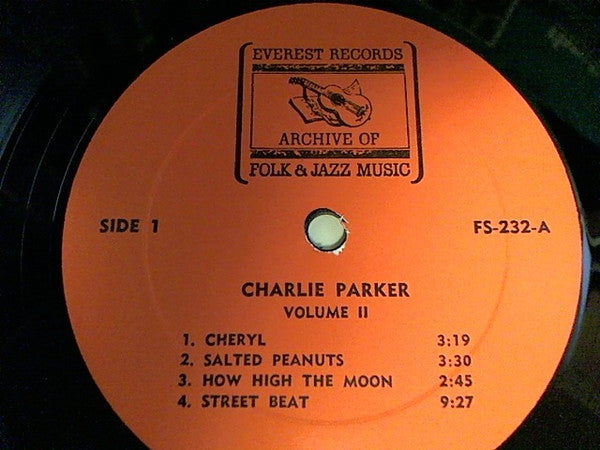 EVEREST RECORDS
ARCHIVE OF
FOLK & JAZZ MUSIC
SIDE 1 FS-232-A
CHARLIE PARKER
VOLUME II
1. CHERYL 3:19
2. SALTED PEANUTS 3:30
3. HOW HIGH THE MOON 2:45
4. STREET BEAT 9:27